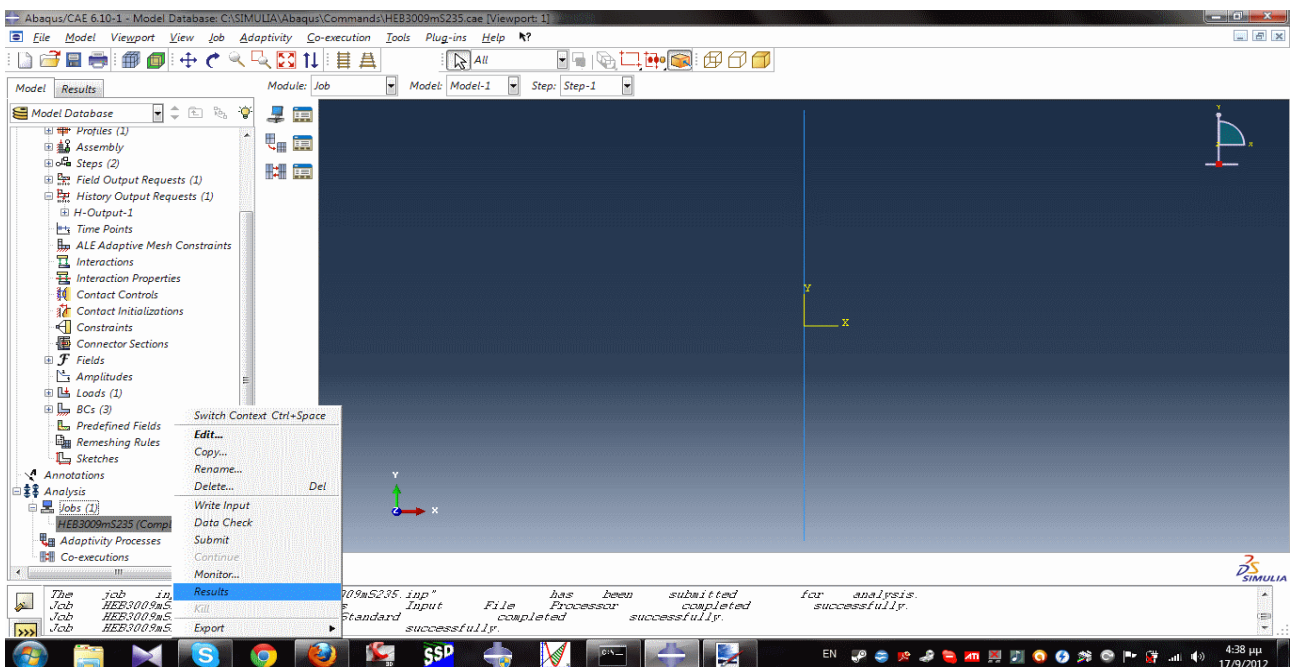 Abaqus/CAE 6.10-1 - Model Database: C:\SIMULIA\Abaqus\Commands\HEB3009mS235.cae [Viewport: 1]
File Model Viewport View Job Adaptivity Co-execution Tools Plug-ins Help
All
Model Results
Module: Job Model: Model-1 Step: Step-1
Model Database
Profiles (1)
Assembly
Steps (2)
Field Output Requests (1)
History Output Requests (1)
H-Output-1
Time Points
ALE Adaptive Mesh Constraints
Interactions
Interaction Properties
Contact Controls
Contact Initializations
Constraints
Connector Sections
Fields
Amplitudes
Loads (1)
BCs (3)
Predefined Fields
Remeshing Rules
Sketches
Annotations
Analysis
Jobs (1)
HEB3009mS235 (Compl
Adaptivity Processes
Co-executions
Switch Context Ctrl+Space
Edit...
Copy...
Rename...
Delete... Del
Write Input
Data Check
Submit
Continue
Monitor...
Results
Kill
Export
Y
X
Y
X
Z
Y
X
SIMULIA
The job in 009mS235.inp" has been submitted for analysis.
Job HEB3009mS Input File Processor completed successfully.
Job HEB3009mS Standard completed successfully.
Job HEB3009mS successfully.
>>>
SSP
C:\_
EN
4:38 μμ
17/9/2012